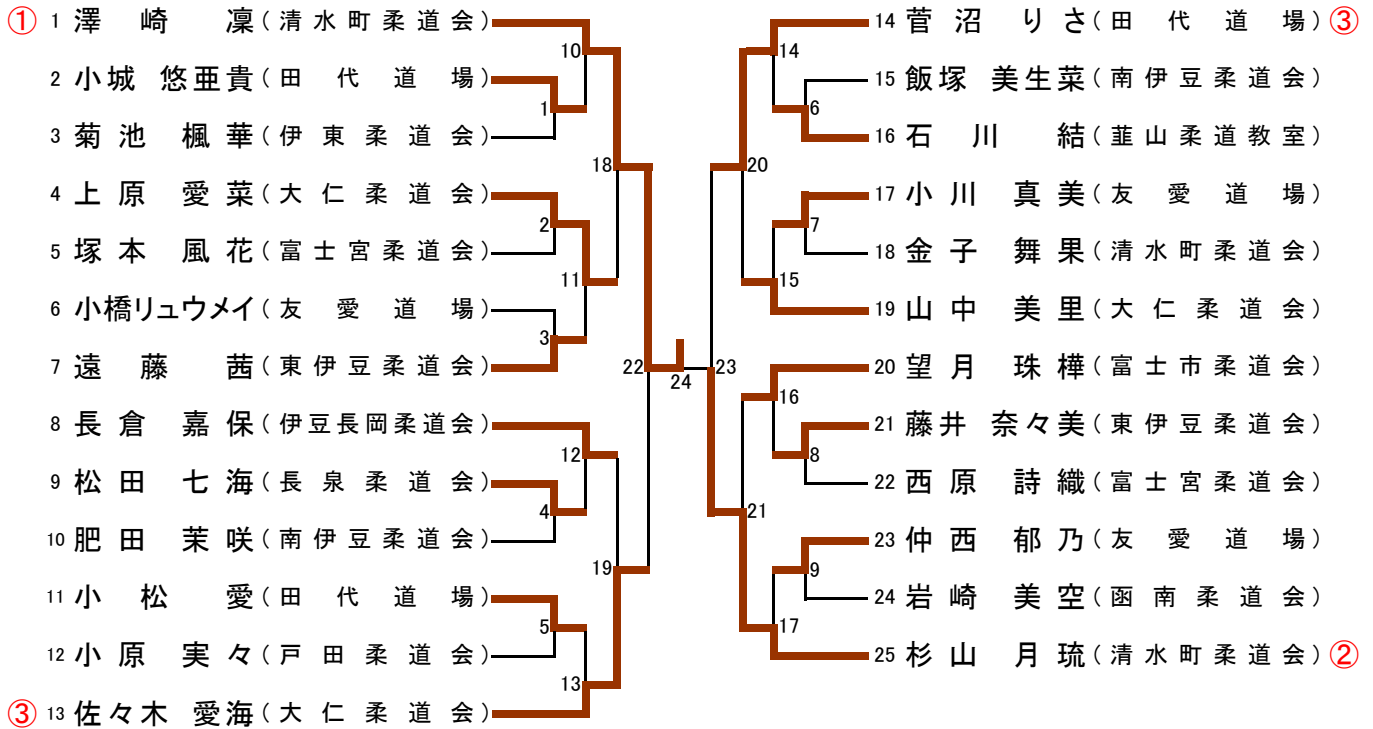 ① 1 澤崎 凜(清水町柔道会)
2 小城 悠亜貴(田代道場)
3 菊池 楓華(伊東柔道会)
4 上原 愛菜(大仁柔道会)
5 塚本 風花(富士宮柔道会)
6 小橋リュウメイ(友愛道場)
7 遠藤 茜(東伊豆柔道会)
8 長倉 嘉保(伊豆長岡柔道会)
9 松田 七海(長泉柔道会)
10 肥田 茉咲(南伊豆柔道会)
11 小松 愛(田代道場)
12 小原 実々(戸田柔道会)
③ 13 佐々木 愛海(大仁柔道会)
10
1
18
2
11
3
22
12
4
19
5
13
24
14
6
20
7
15
23
16
8
21
9
17
14 菅沼 りさ(田代道場) ③
15 飯塚 美生菜(南伊豆柔道会)
16 石川 結(韮山柔道教室)
17 小川 真美(友愛道場)
18 金子 舞果(清水町柔道会)
19 山中 美里(大仁柔道会)
20 望月 珠樺(富士市柔道会)
21 藤井 奈々美(東伊豆柔道会)
22 西原 詩織(富士宮柔道会)
23 仲西 郁乃(友愛道場)
24 岩崎 美空(函南柔道会)
25 杉山 月琉(清水町柔道会) ②